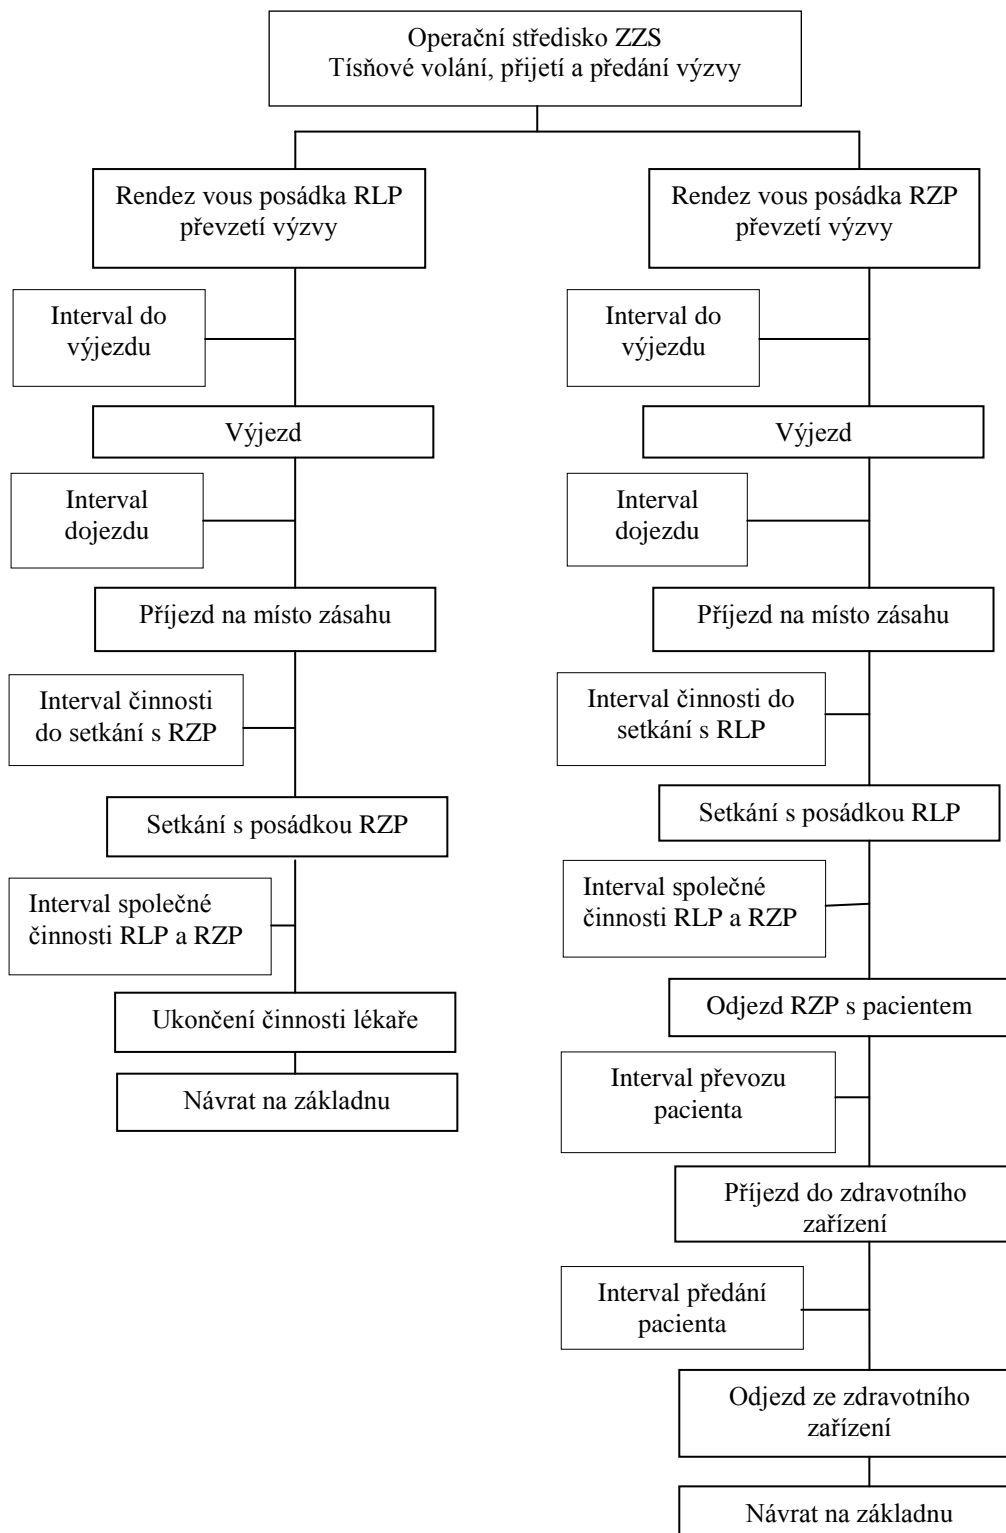 Operační středisko ZZS
Tísňové volání, přijetí a předání výzvy
Rendez vous posádka RLP
převzetí výzvy
Interval do
výjezdu
Výjezd
Interval
dojezdu
Příjezd na místo zásahu
Interval činnosti
do setkání s RZP
Setkání s posádkou RZP
Interval společné
činnosti RLP a RZP
Ukončení činnosti lékaře
Návrat na základnu
Rendez vous posádka RZP
převzetí výzvy
Interval do
výjezdu
Výjezd
Interval
dojezdu
Příjezd na místo zásahu
Interval činnosti do
setkání s RLP
Setkání s posádkou RLP
Interval společné
činnosti RLP a RZP
Odjezd RZP s pacientem
Interval převozu
pacienta
Příjezd do zdravotního
zařízení
Interval předání
pacienta
Odjezd ze zdravotního
zařízení
Návrat na základnu